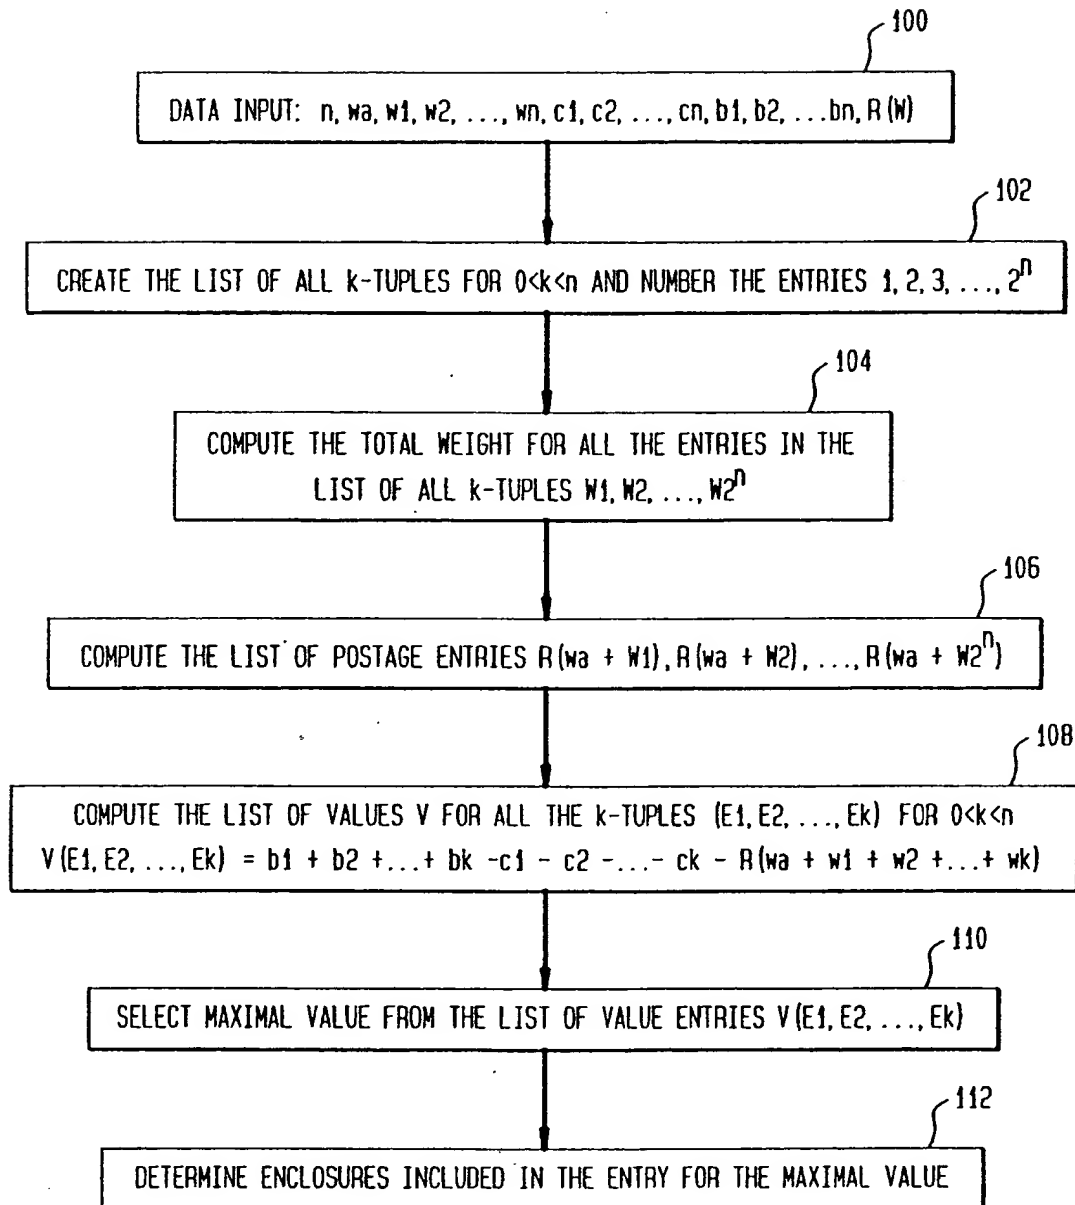 100
DATA INPUT: n, wa, w1, w2, ..., wn, c1, c2, ..., cn, b1, b2, ...bn, R(W)
102
CREATE THE LIST OF ALL k-TUPLES FOR 0<k<n AND NUMBER THE ENTRIES 1, 2, 3, ..., 2ⁿ
104
COMPUTE THE TOTAL WEIGHT FOR ALL THE ENTRIES IN THE
LIST OF ALL k-TUPLES W1, W2, ..., W2ⁿ
106
COMPUTE THE LIST OF POSTAGE ENTRIES R(wa + W1), R(wa + W2), ..., R(wa + W2ⁿ)
108
COMPUTE THE LIST OF VALUES V FOR ALL THE k-TUPLES (E1, E2, ..., Ek) FOR 0<k<n
V(E1, E2, ..., Ek) = b1 + b2 +...+ bk -c1 - c2 -...- ck - R(wa + w1 + w2 +...+ wk)
110
SELECT MAXIMAL VALUE FROM THE LIST OF VALUE ENTRIES V(E1, E2, ..., Ek)
112
DETERMINE ENCLOSURES INCLUDED IN THE ENTRY FOR THE MAXIMAL VALUE